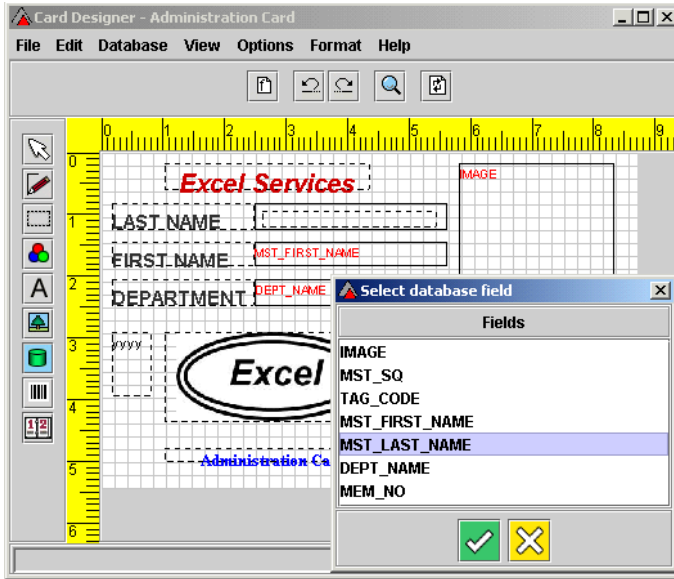 Card Designer - Administration Card
File Edit Database View Options Format Help
0 1 2 3 4 5 6 7 8 9
0
Excel Services
IMAGE
1
LAST NAME
FIRST NAME
MST_FIRST_NAME
2
DEPARTMENT
DEPT_NAME
Select database field
Fields
3
yyyy
Excel
IMAGE
MST_SQ
TAG_CODE
MST_FIRST_NAME
MST_LAST_NAME
DEPT_NAME
MEM_NO
A
4
1 2
Administration Ca
5
6